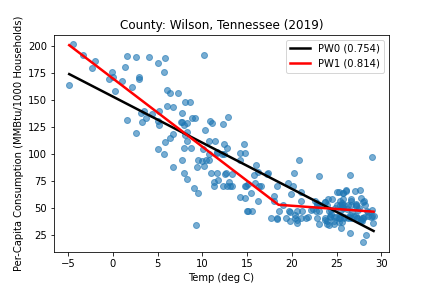 County: Wilson, Tennessee (2019)
Per-Capita Consumption (MMBtu/1000 Households)
200
175
150
125
100
75
50
25
PW0 (0.754)
PW1 (0.814)
−5 0 5 10 15 20 25 30
Temp (deg C)